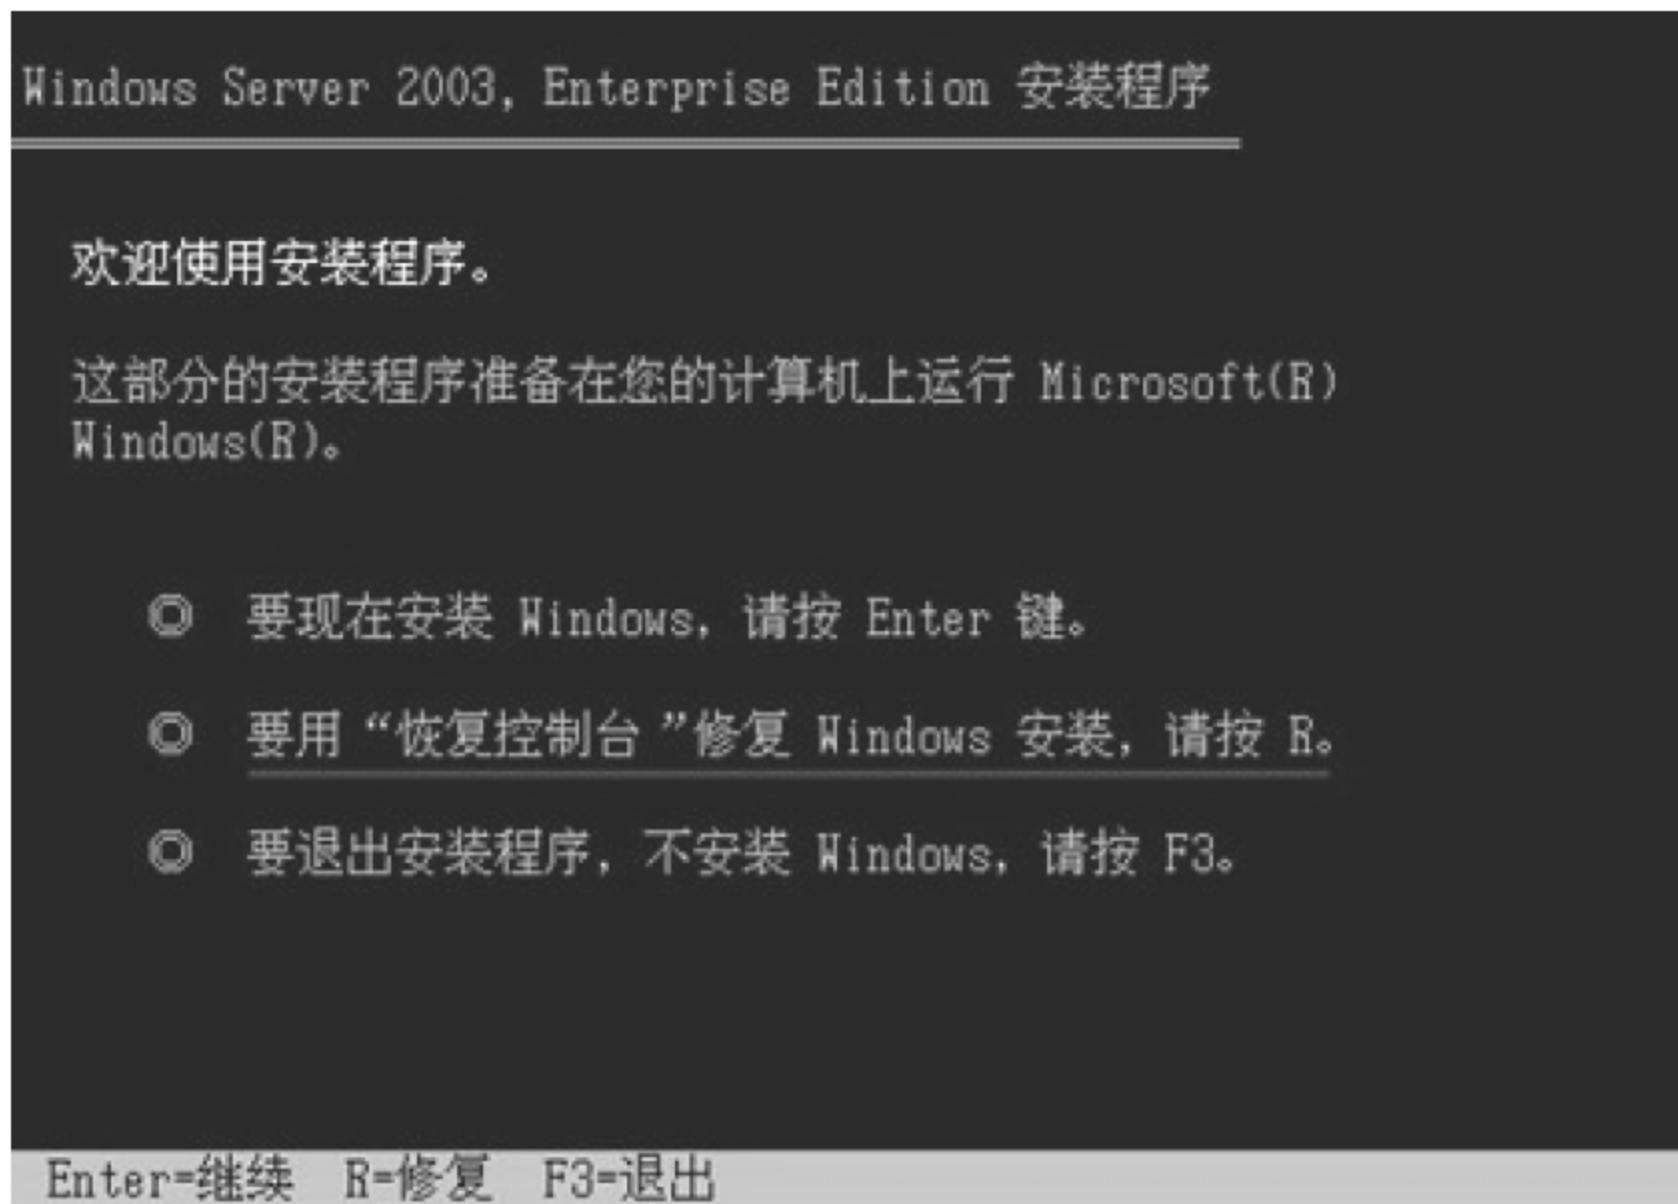 Windows Server 2003, Enterprise Edition 安装程序
欢迎使用安装程序。
这部分的安装程序准备在您的计算机上运行 Microsoft(R)
Windows(R)。
◎ 要现在安装 Windows, 请按 Enter 键。
◎ 要用“恢复控制台”修复 Windows 安装, 请按 R。
◎ 要退出安装程序, 不安装 Windows, 请按 F3。
Enter=继续 R=修复 F3=退出